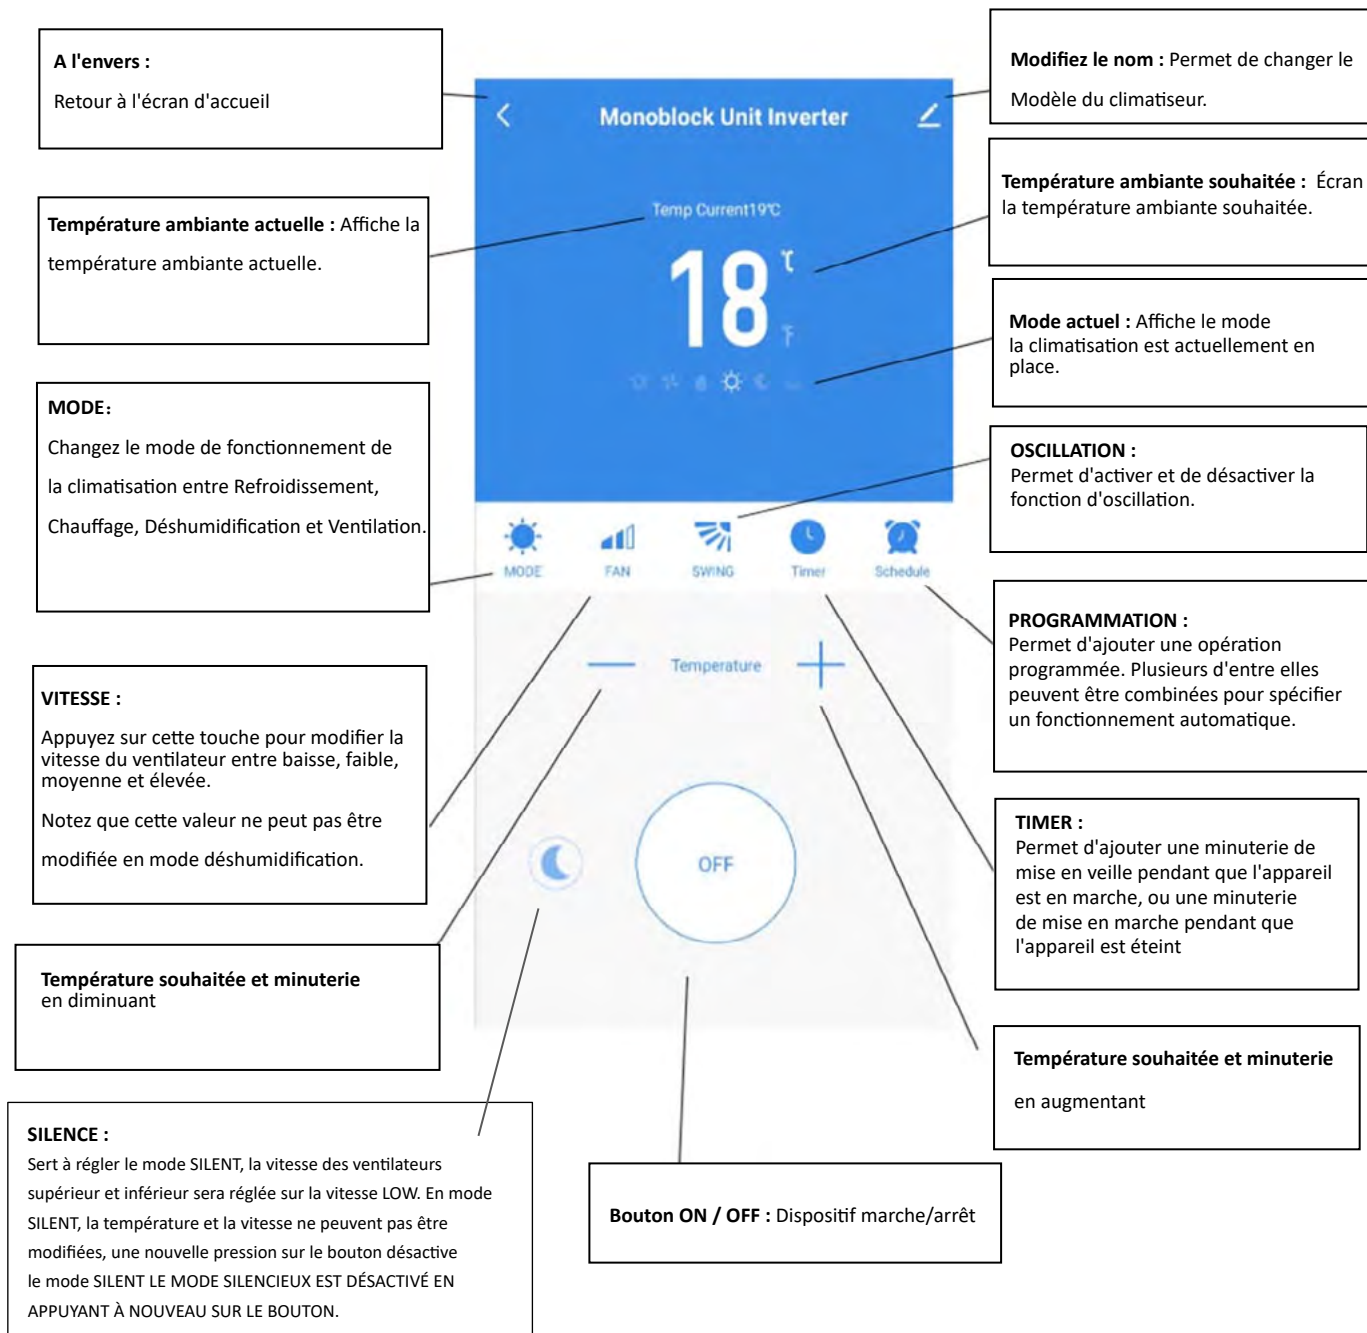 A l'envers :
Retour à l'écran d'accueil
Température ambiante actuelle : Affiche la
température ambiante actuelle.
MODE:
Changez le mode de fonctionnement de
la climatisation entre Refroidissement,
Chauffage, Déshumidification et Ventilation.
VITESSE :
Appuyez sur cette touche pour modifier la
vitesse du ventilateur entre baisse, faible,
moyenne et élevée.
Notez que cette valeur ne peut pas être
modifiée en mode déshumidification.
Température souhaitée et minuterie
en diminuant
SILENCE :
Sert à régler le mode SILENT, la vitesse des ventilateurs
supérieur et inférieur sera réglée sur la vitesse LOW. En mode
SILENT, la température et la vitesse ne peuvent pas être
modifiées, une nouvelle pression sur le bouton désactive
le mode SILENT LE MODE SILENCIEUX EST DÉSACTIVÉ EN
APPUYANT À NOUVEAU SUR LE BOUTON.
Monoblock Unit Inverter
Temp Current19℃
18 ℃
℉
MODE FAN SWING Timer Schedule
Temperature
OFF
Bouton ON / OFF : Dispositif marche/arrêt
Modifiez le nom : Permet de changer le
Modèle du climatiseur.
Température ambiante souhaitée : Écran
la température ambiante souhaitée.
Mode actuel : Affiche le mode
la climatisation est actuellement en
place.
OSCILLATION :
Permet d'activer et de désactiver la
fonction d'oscillation.
PROGRAMMATION :
Permet d'ajouter une opération
programmée. Plusieurs d'entre elles
peuvent être combinées pour spécifier
un fonctionnement automatique.
TIMER :
Permet d'ajouter une minuterie de
mise en veille pendant que l'appareil
est en marche, ou une minuterie
de mise en marche pendant que
l'appareil est éteint
Température souhaitée et minuterie
en augmentant